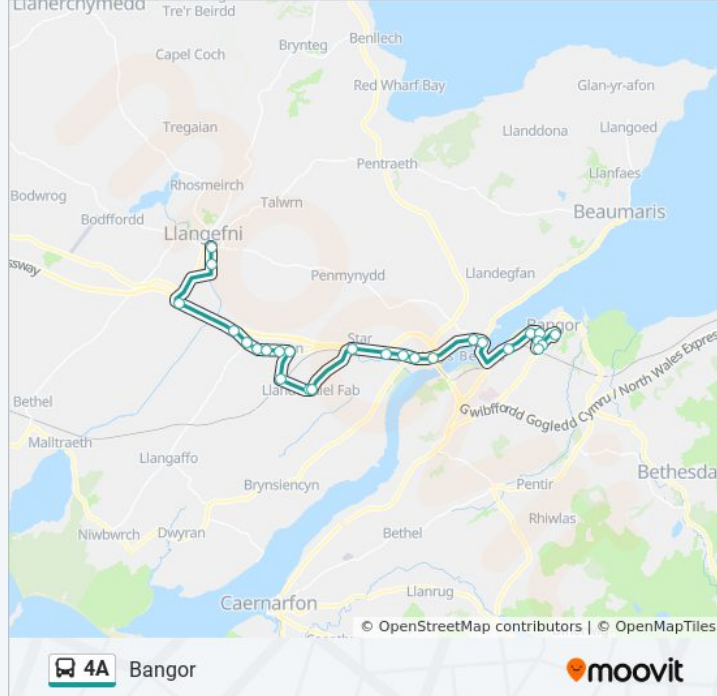 Llanerchymedd
Tre'r Beirdd
Capel Coch
Brynteg
Benllech
Red Wharf Bay
Glan-yr-afon
Tregaian
Llanddona
Llangoed
Pentraeth
Llanfaes
Bodwrog
Rhosmeirch
Talwrn
Bodffordd
Beaumaris
Llangefni
ssway
Penmynydd
Llandegfan
Star
Bangor
Bethel
Malltraeth
Llangaffo
Gwibffordd Gogledd Cymru / North Wales Expre
Bethesda
Brynsiencyn
Pentir
Rhiwlas
Niwbwrch
Dwyran
Bethel
Caernarfon
Llanrug
© OpenStreetMap contributors | © OpenMapTiles
4A Bangor
moovit